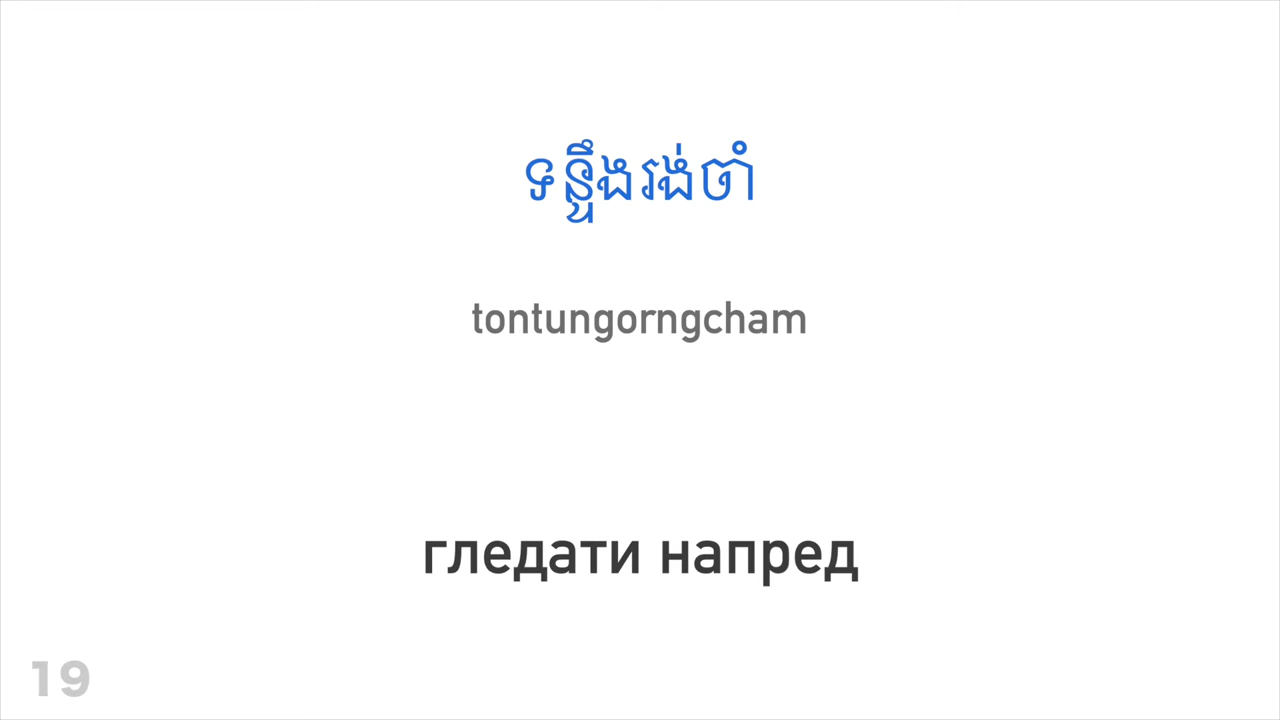 ទន្ទឹងរង់ចាំ
tontungorngcham
гледати напред
19